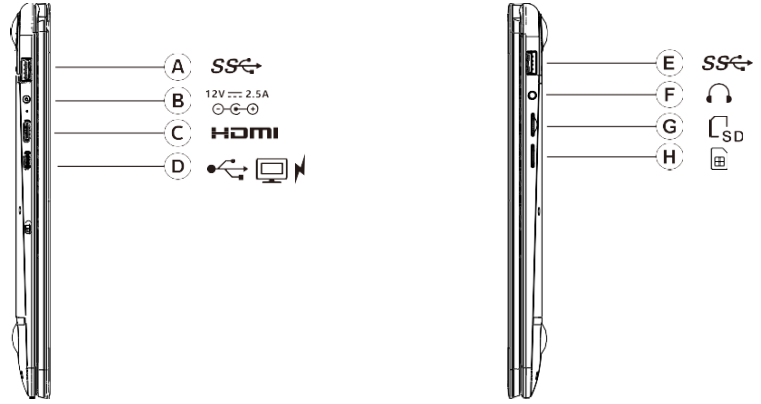 A SS
B 12V ⎓ 2.5A
C HDMI
D
E SS
F
G SD
H